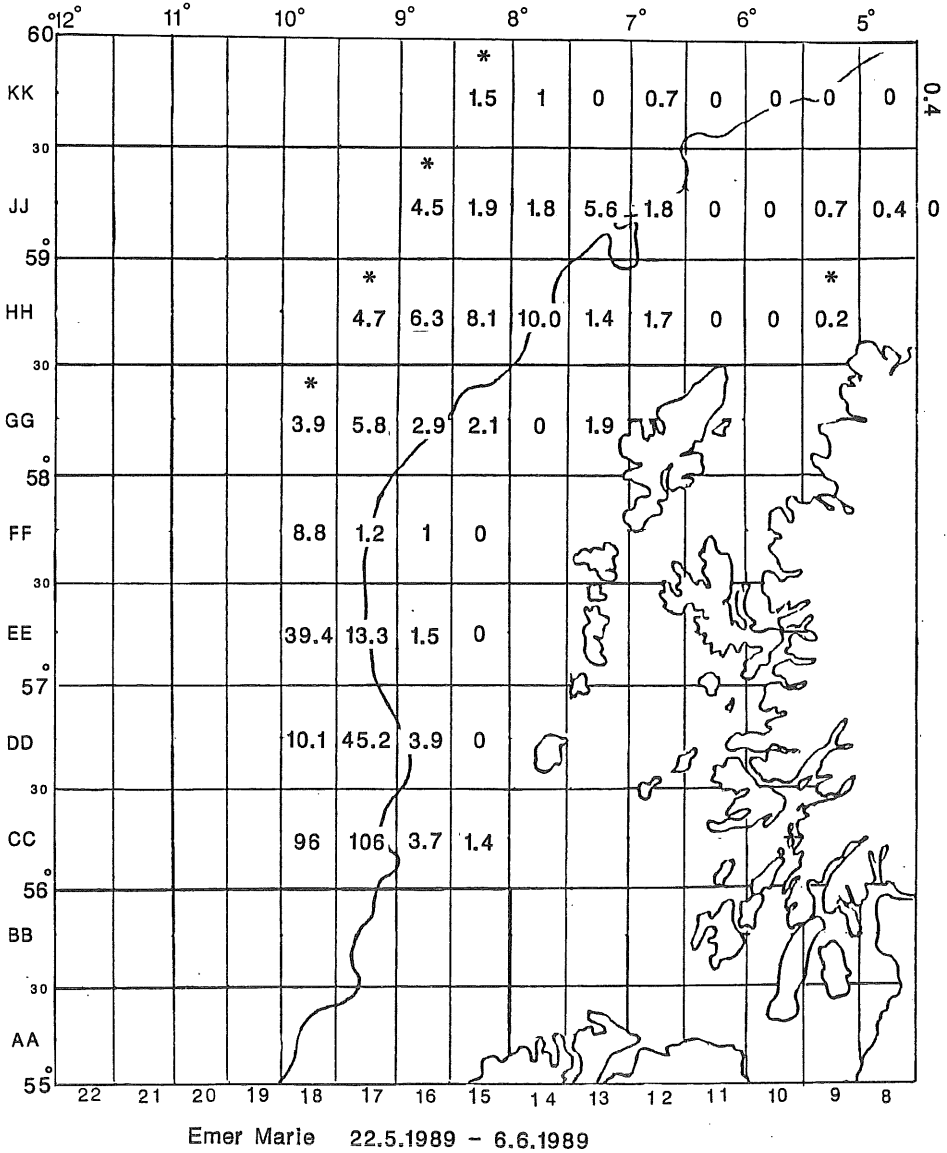 12° 11° 10° 9° 8° 7° 6° 5°
60°
*
KK 1.5 1 0 0.7 0 0 0 0 0.4
30
*
JJ 4.5 1.9 1.8 5.6 1.8 0 0 0.7 0.4 0
59°
* *
HH 4.7 6.3 8.1 10.0 1.4 1.7 0 0 0.2
30
*
GG 3.9 5.8 2.9 2.1 0 1.9
58°
FF 8.8 1.2 1 0
30
EE 39.4 13.3 1.5 0
57°
DD 10.1 45.2 3.9 0
30
CC 96 106 3.7 1.4
56°
BB
30
AA
55°
22 21 20 19 18 17 16 15 14 13 12 11 10 9 8
Emer Marie 22.5.1989 - 6.6.1989